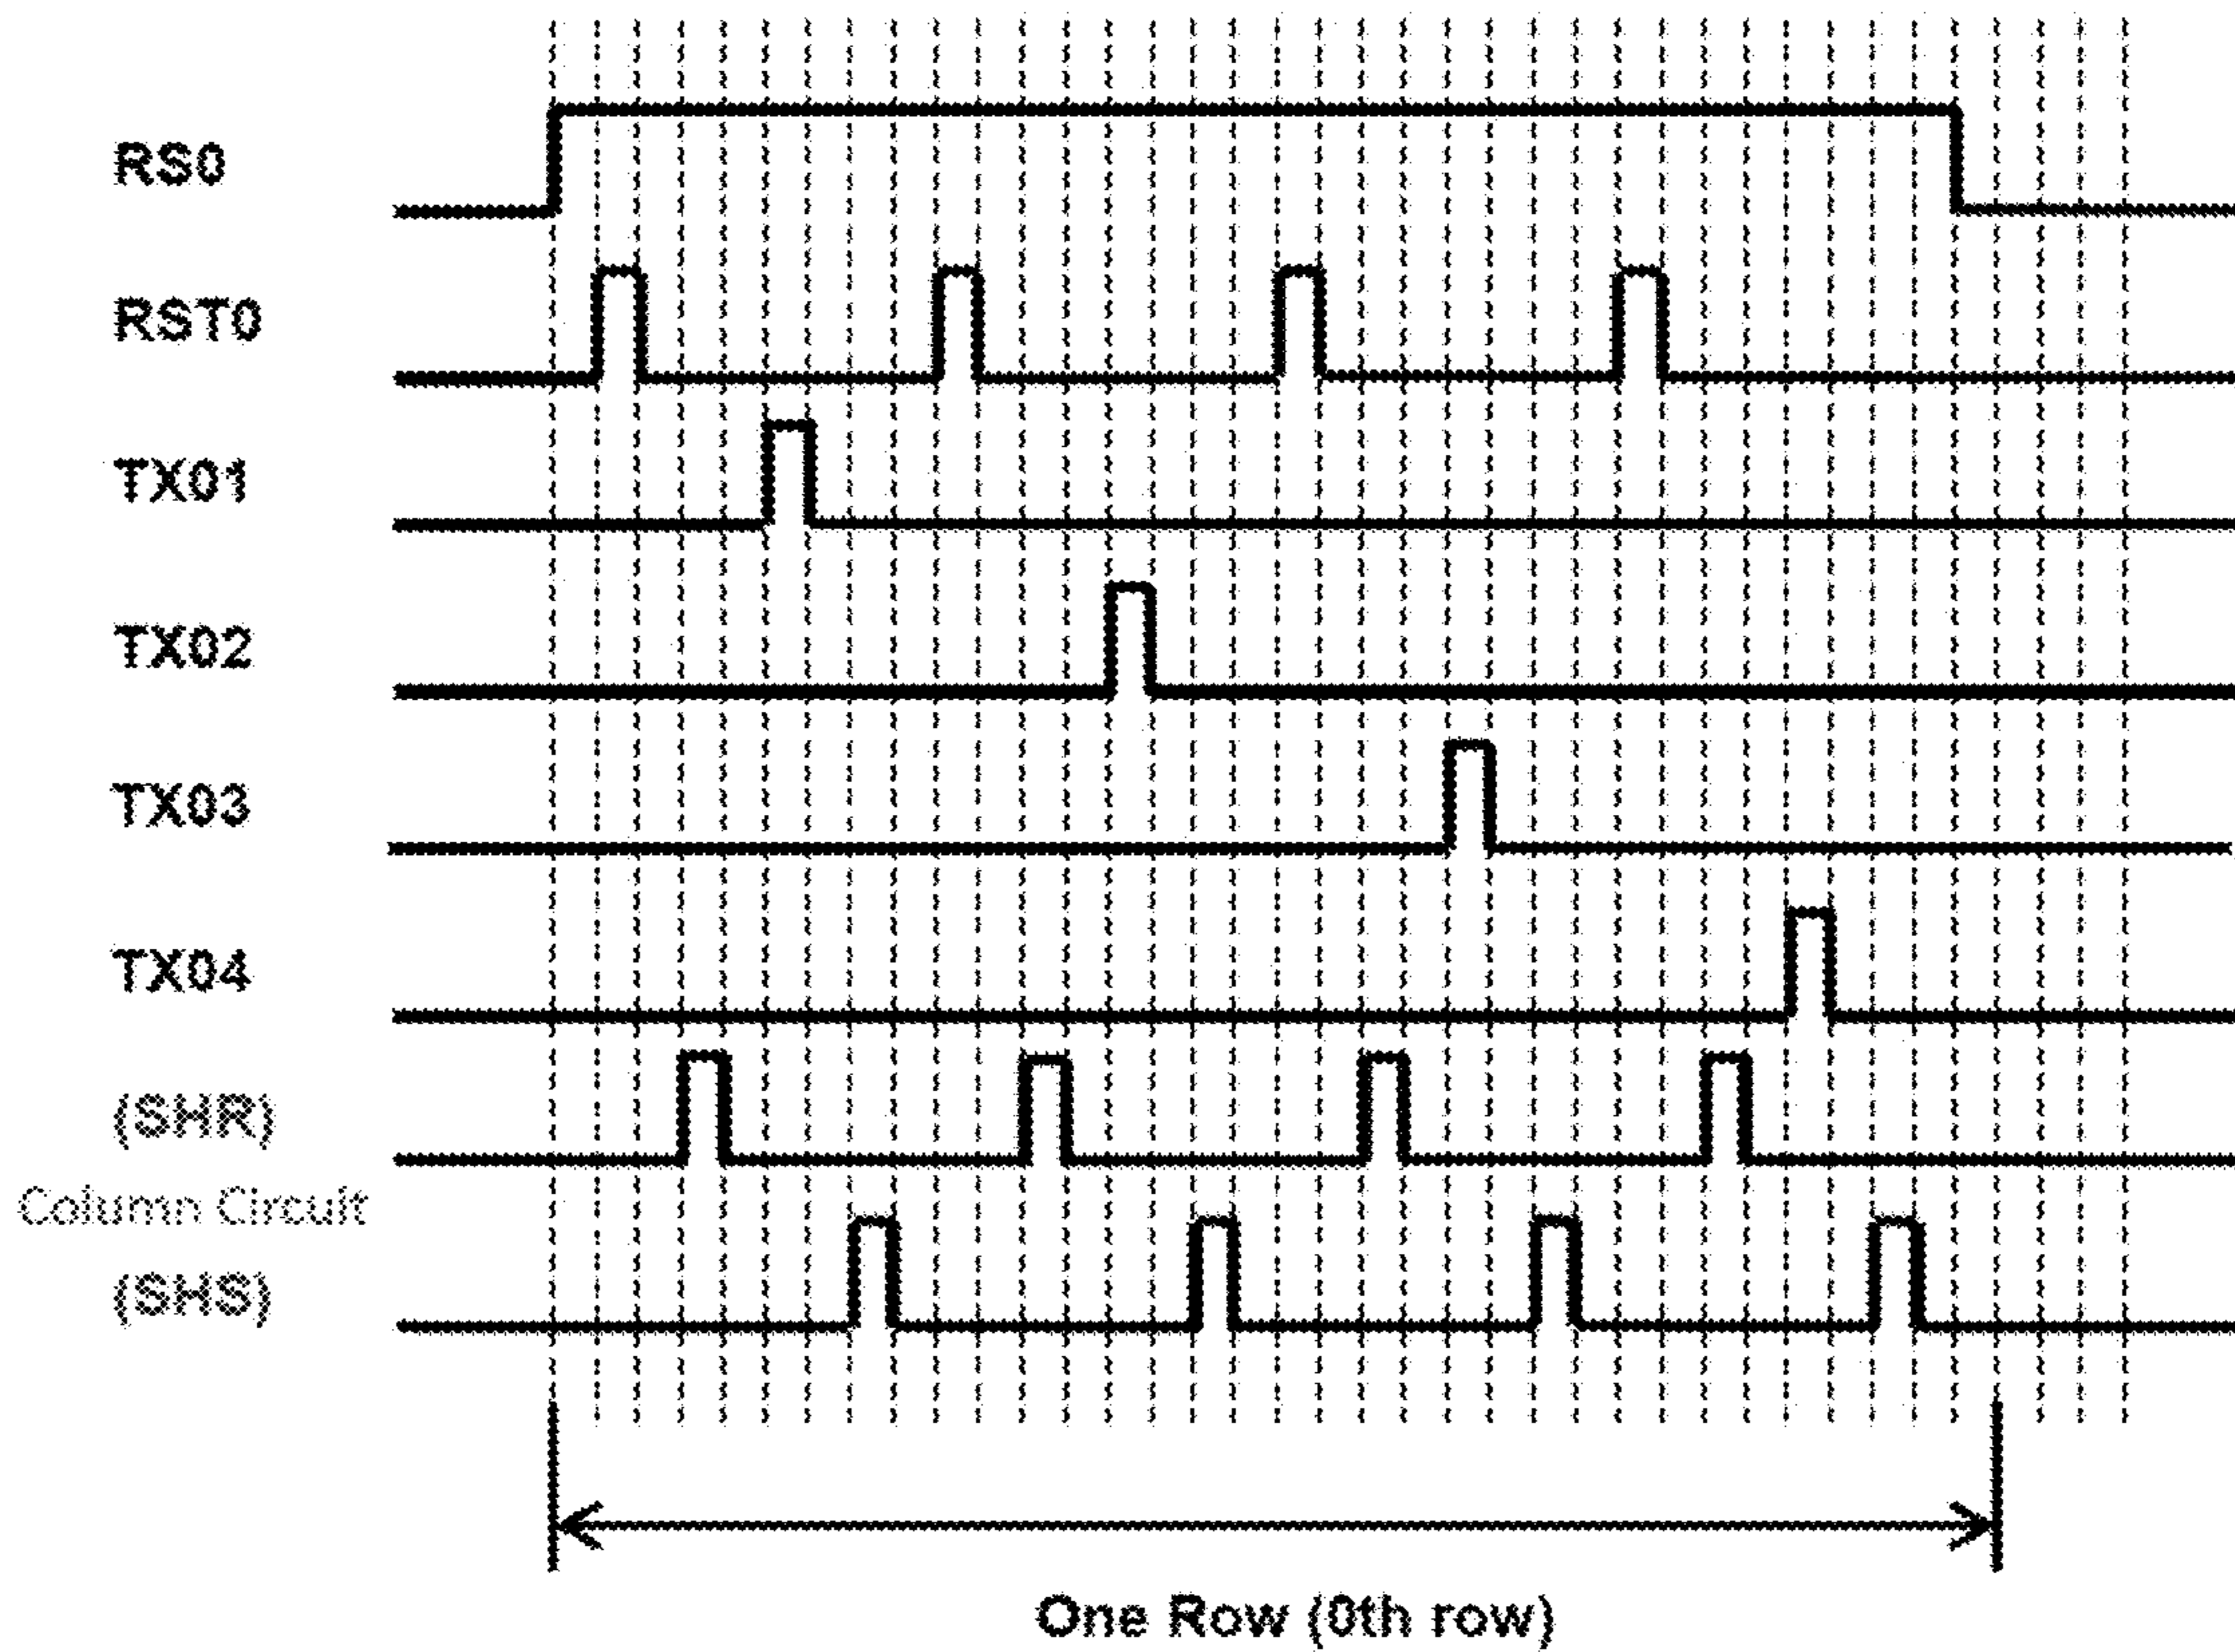 RS0
RST0
TX01
TX02
TX03
TX04
(SHR)
Column Circuit
(SHS)
One Row (0th row)